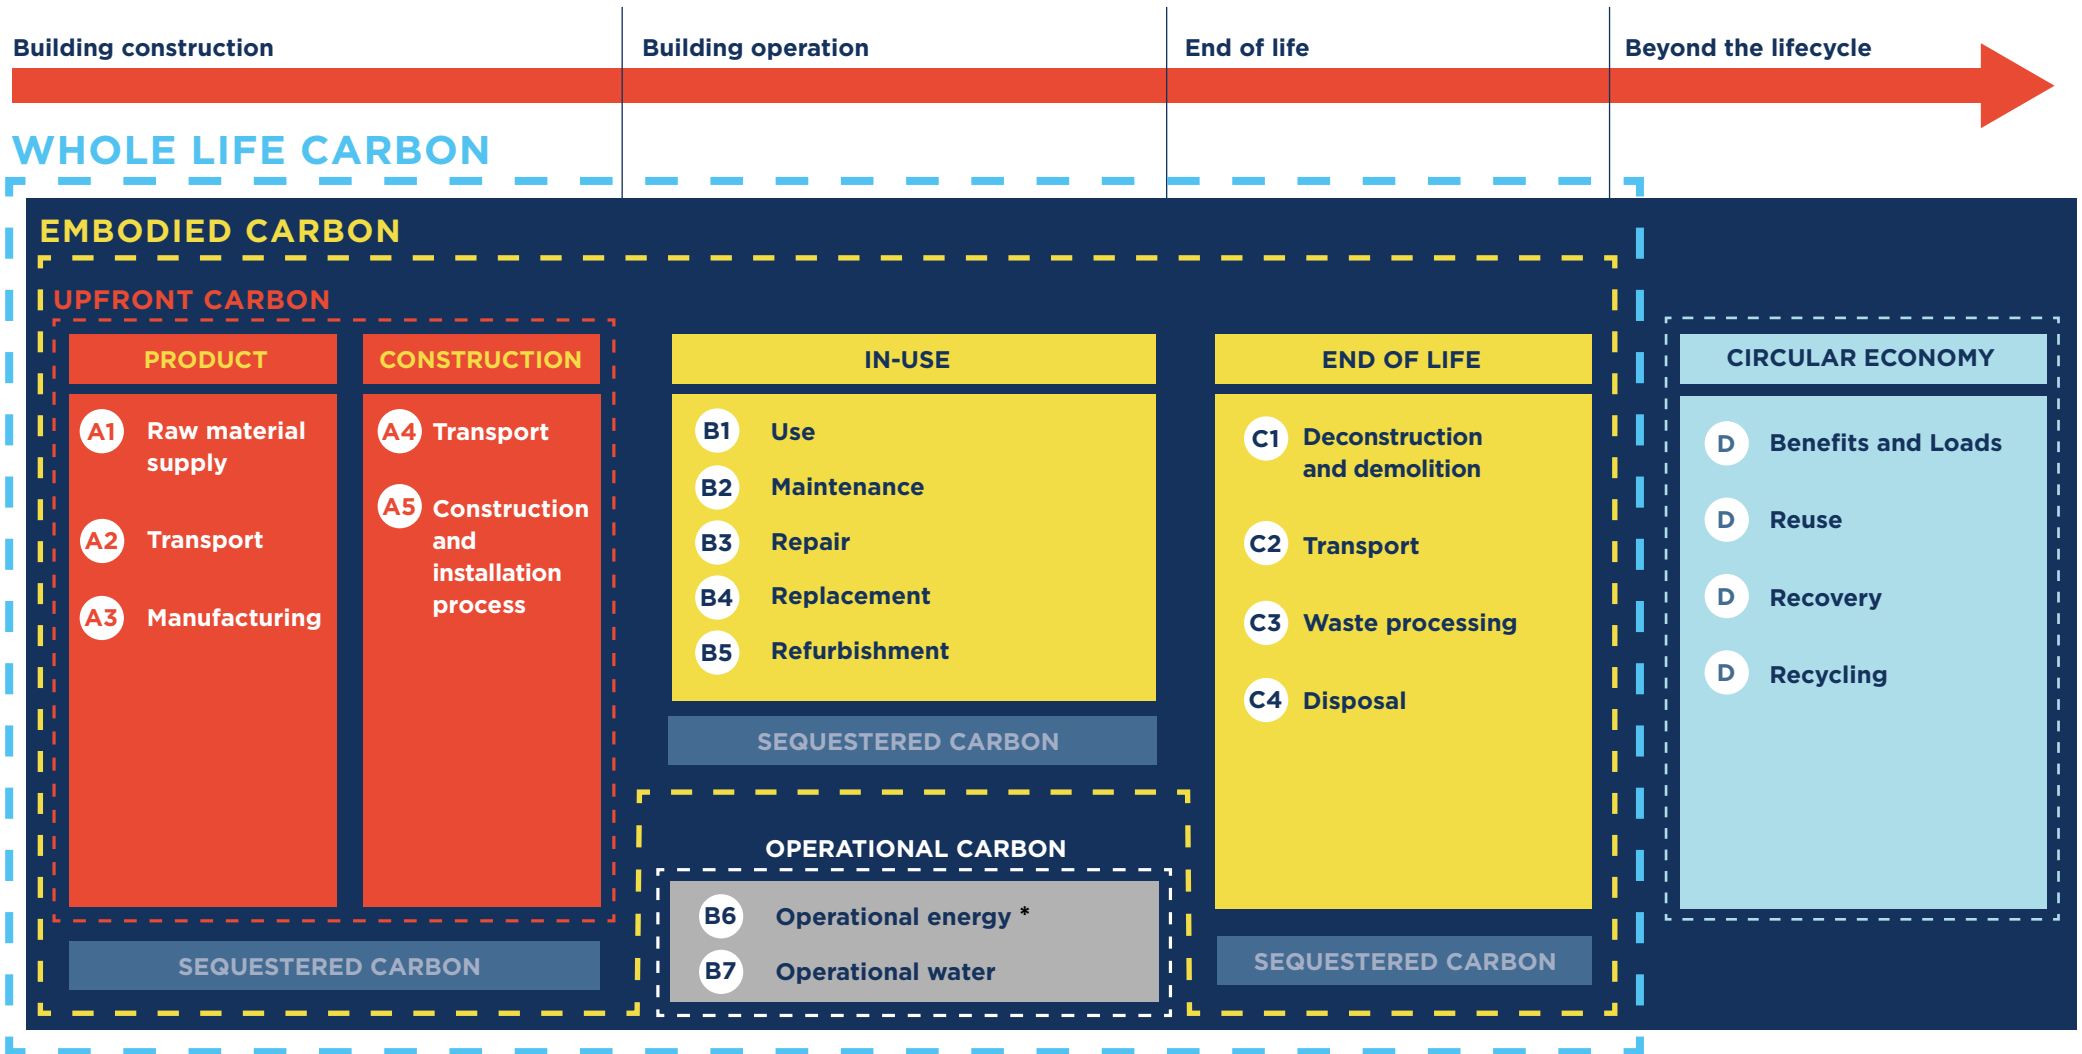 Building construction
Building operation
End of life
Beyond the lifecycle
WHOLE LIFE CARBON
EMBODIED CARBON
UPFRONT CARBON
PRODUCT
A1 Raw material
supply
A2 Transport
A3 Manufacturing
CONSTRUCTION
A4 Transport
A5 Construction
and
installation
process
SEQUESTERED CARBON
IN-USE
B1 Use
B2 Maintenance
B3 Repair
B4 Replacement
B5 Refurbishment
SEQUESTERED CARBON
OPERATIONAL CARBON
B6 Operational energy *
B7 Operational water
END OF LIFE
C1 Deconstruction
and demolition
C2 Transport
C3 Waste processing
C4 Disposal
SEQUESTERED CARBON
CIRCULAR ECONOMY
D Benefits and Loads
D Reuse
D Recovery
D Recycling